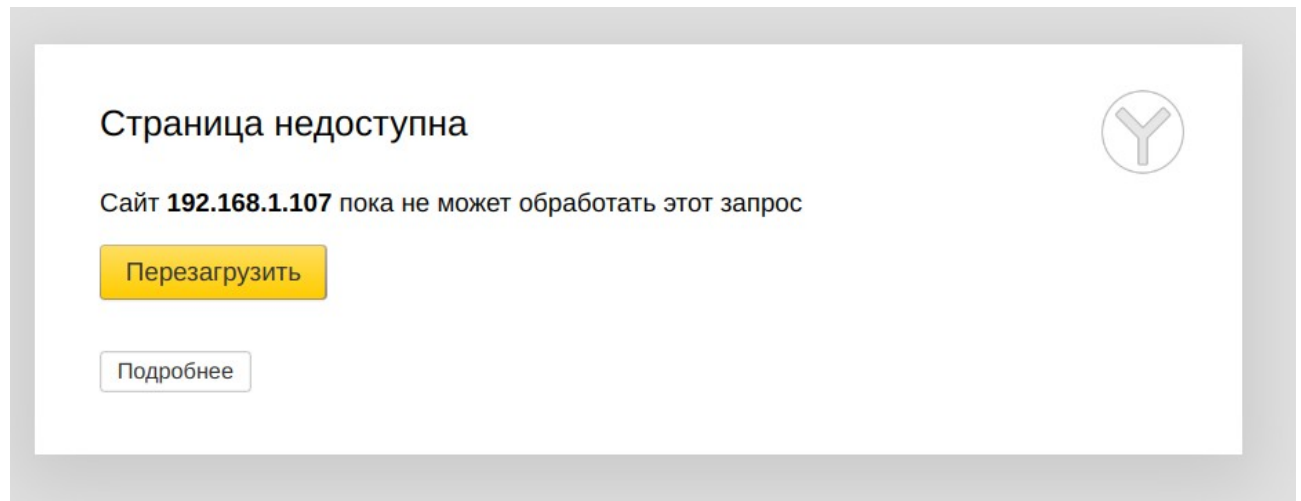 Страница недоступна
Сайт 192.168.1.107 пока не может обработать этот запрос
Перезагрузить
Подробнее